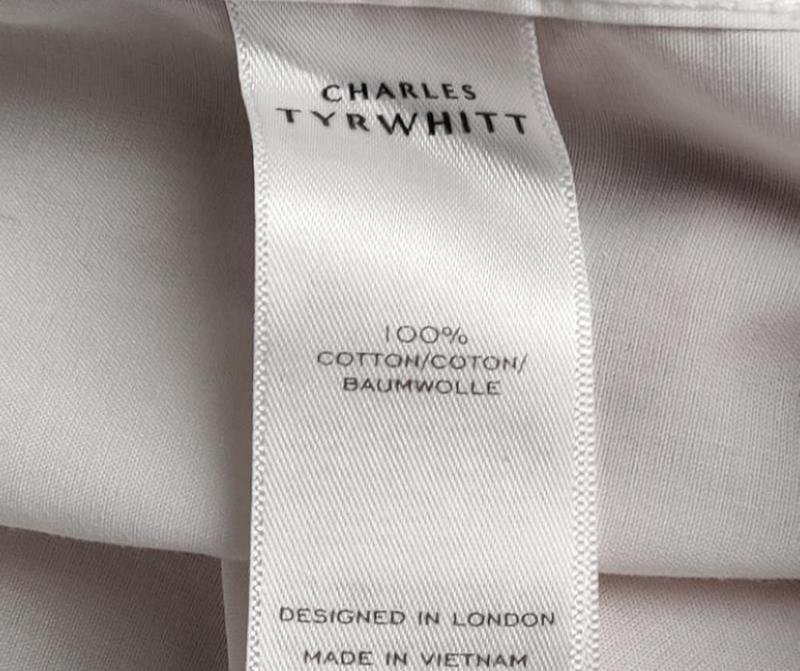 CHARLES
TYRWHITT
100%
COTTON/COTON/
BAUMWOLLE
DESIGNED IN LONDON
MADE IN VIETNAM